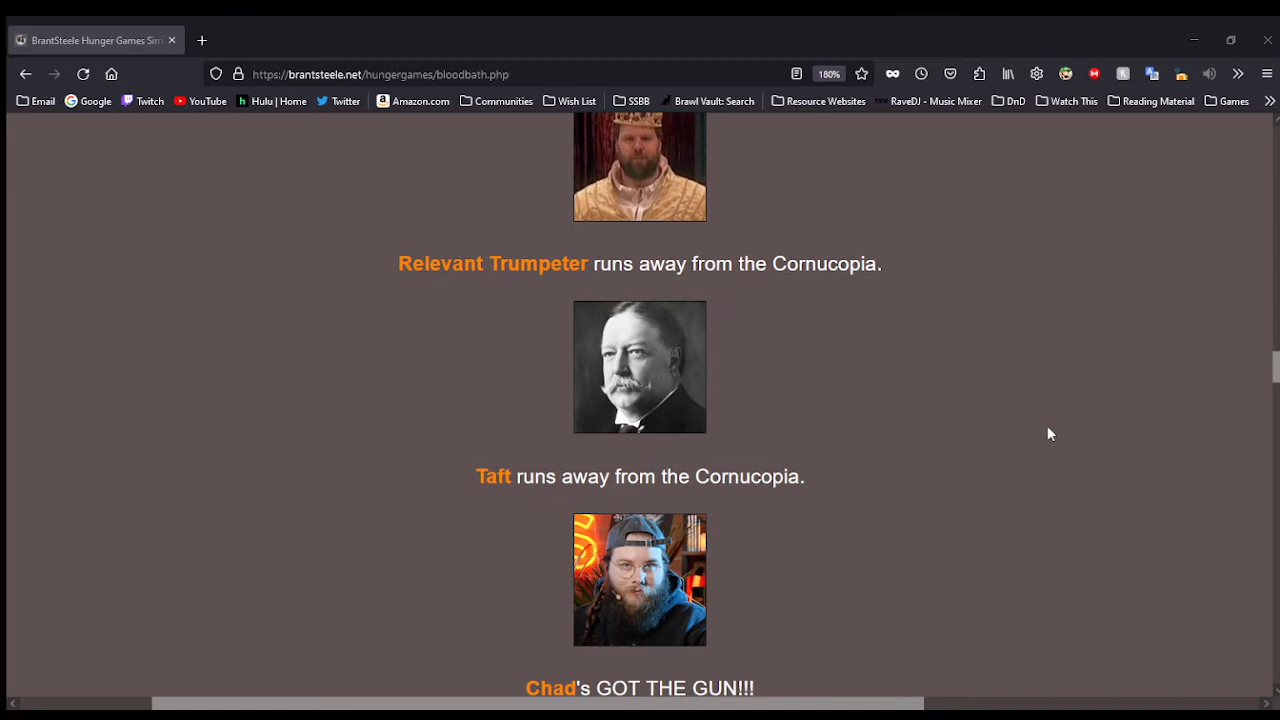 BrantSteele Hunger Games Sim
https://brantsteele.net/hungergames/bloodbath.php
180%
Email
Google
Twitch
YouTube
Hulu | Home
Twitter
Amazon.com
Communities
Wish List
SSBB
Brawl Vault: Search
Resource Websites
RaveDJ - Music Mixer
DnD
Watch This
Reading Material
Games
Relevant Trumpeter runs away from the Cornucopia.
Taft runs away from the Cornucopia.
Chad's GOT THE GUN!!!